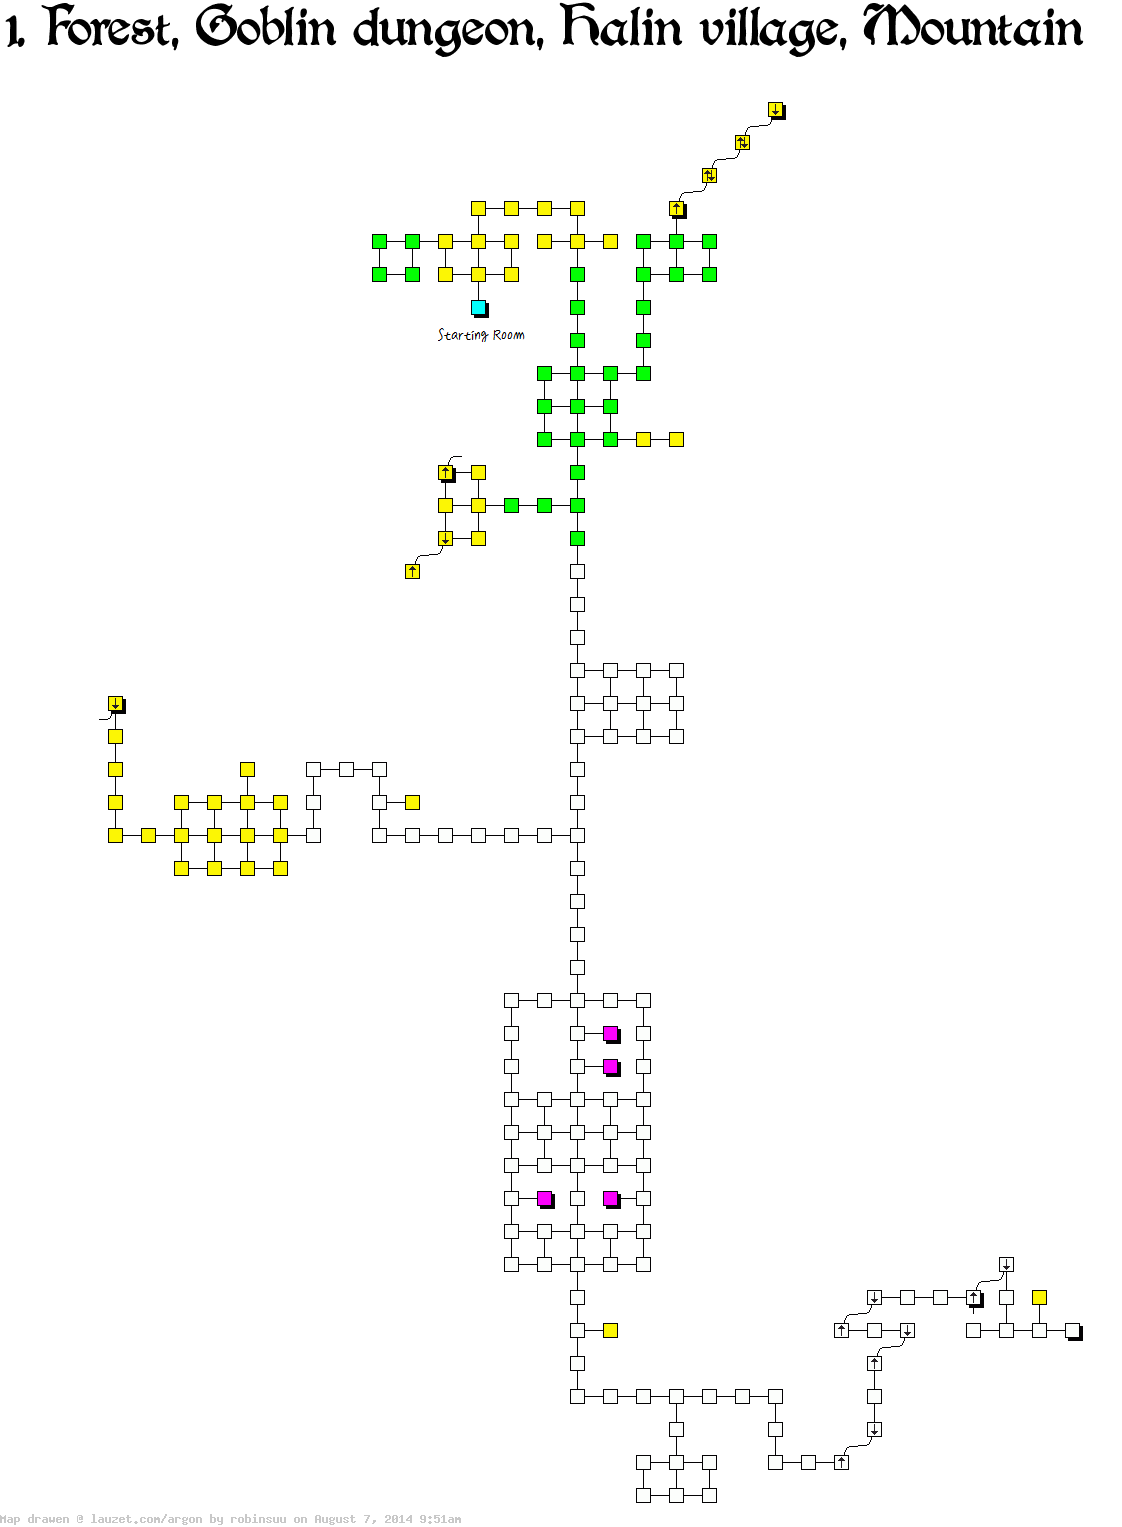 1. Forest, Goblin dungeon, Halin village, Mountain
Starting Room
Map drawen @ lauzet.com/argon by robinsuu on August 7, 2014 9:51am